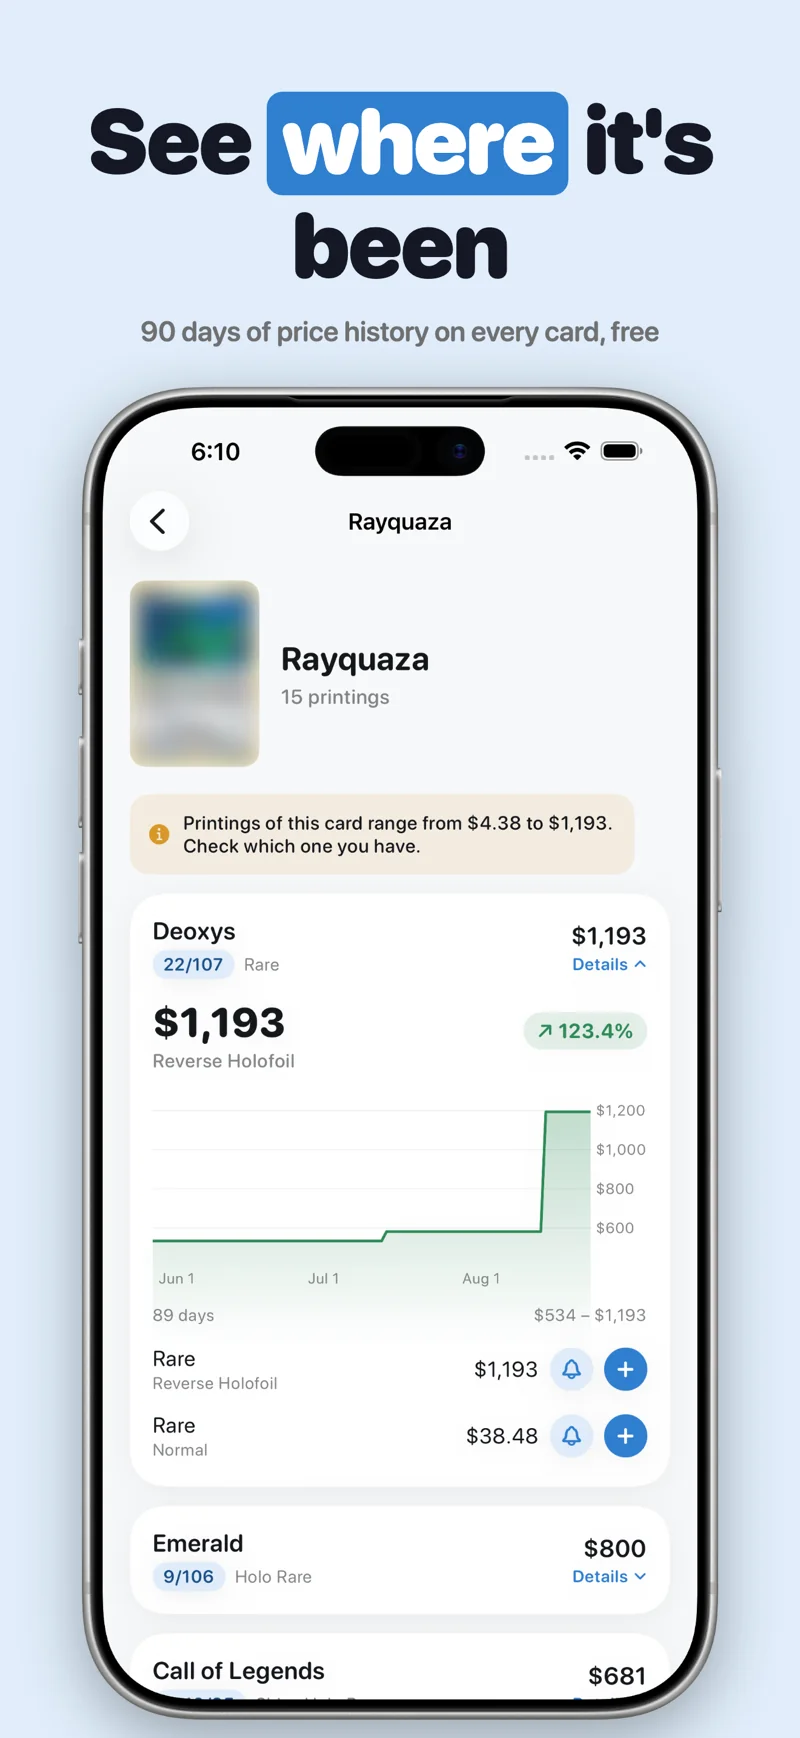 See where it's
been
90 days of price history on every card, free
6:10
Rayquaza
Rayquaza
15 printings
Printings of this card range from $4.38 to $1,193.
Check which one you have.
Deoxys
$1,193
22/107 Rare
Details
$1,193
123.4%
Reverse Holofoil
$1,200
$1,000
$800
$600
Jun 1 Jul 1 Aug 1
89 days
$534 – $1,193
Rare
Reverse Holofoil
$1,193
Rare
Normal
$38.48
Emerald
$800
9/106 Holo Rare
Details
Call of Legends
$681